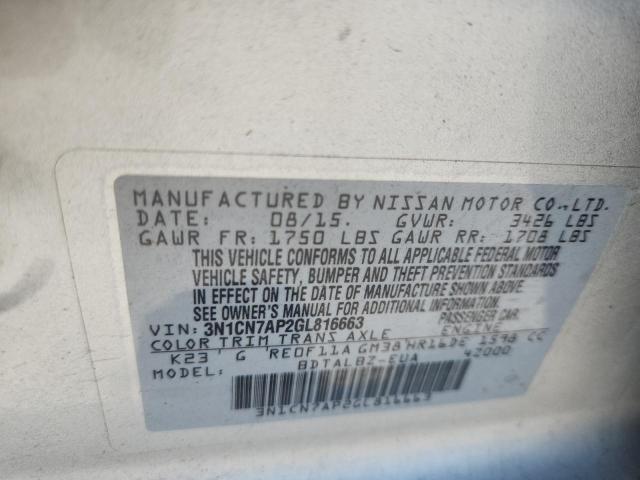 MANUFACTURED BY NISSAN MOTOR CO.,LTD.
DATE: 08/15. GVWR: 3426 LBS
GAWR FR: 1750 LBS GAWR RR: 1708 LBS
THIS VEHICLE CONFORMS TO ALL APPLICABLE FEDERAL MOTOR
VEHICLE SAFETY, BUMPER AND THEFT PREVENTION STANDARDS
IN EFFECT ON THE DATE OF MANUFACTURE SHOWN ABOVE.
SEE OWNER'S MANUAL FOR ADDITIONAL INFORMATION. PASSENGER CAR
VIN: 3N1CN7AP2GL816663
COLOR TRIM TRANS AXLE ENGINE
K23 G RE0F11A GM38 HR16DE 1598 CC
MODEL: BDTALBZ-EUA 42000
3N1CN7AP2GL816663